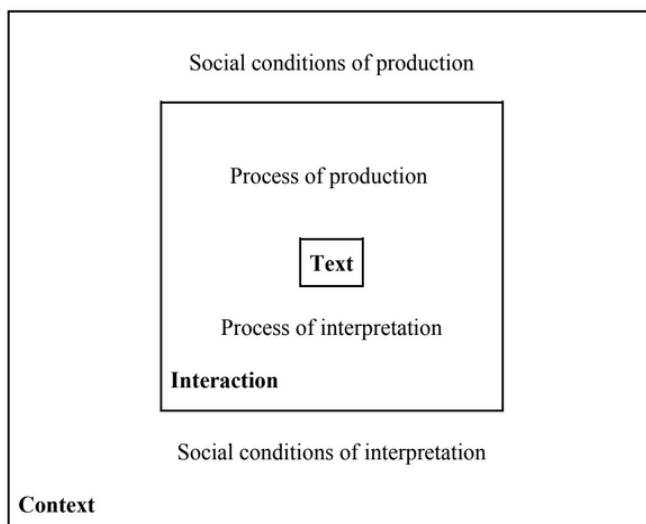 Social conditions of production
Process of production
Text
Process of interpretation
Interaction
Social conditions of interpretation
Context